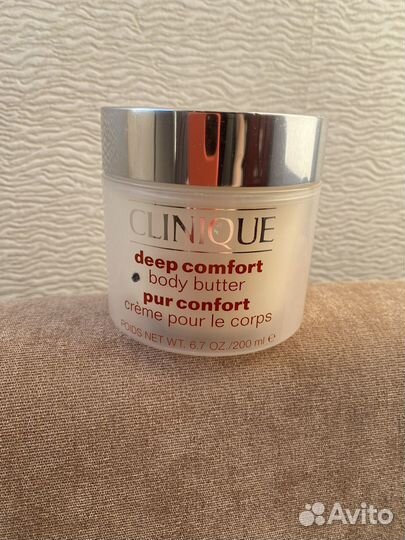 CLINIQUE
deep comfort
body butter
pur confort
crème pour le corps
POIDS NET WT. 6.7 OZ./200 ml e
Avito